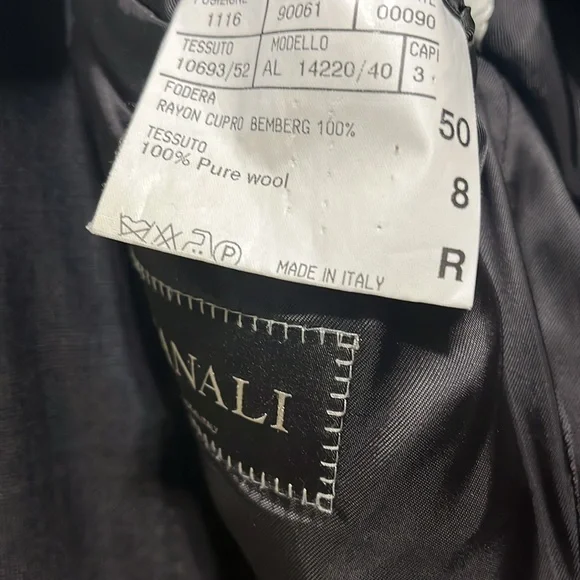 POSIZIONE
1116 90061 00090
TESSUTO MODELLO CAPI
10693/52 AL 14220/40 3
FODERA
RAYON CUPRO BEMBERG 100%
TESSUTO
100% Pure wool
50
8
R
P
MADE IN ITALY
ANALI